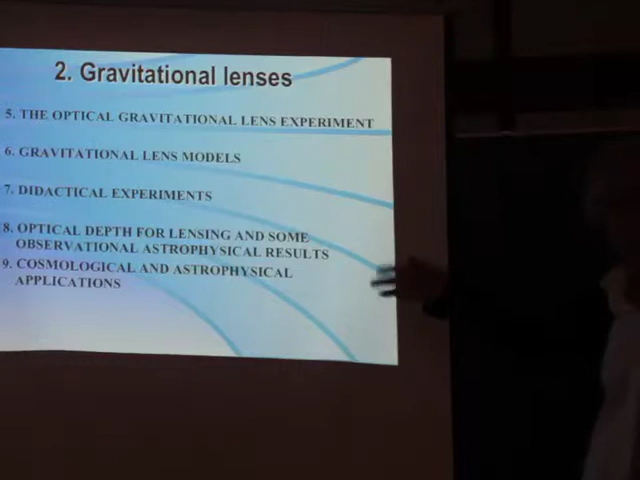 2. Gravitational lenses
5. THE OPTICAL GRAVITATIONAL LENS EXPERIMENT
6. GRAVITATIONAL LENS MODELS
7. DIDACTICAL EXPERIMENTS
8. OPTICAL DEPTH FOR LENSING AND SOME
OBSERVATIONAL ASTROPHYSICAL RESULTS
9. COSMOLOGICAL AND ASTROPHYSICAL
APPLICATIONS